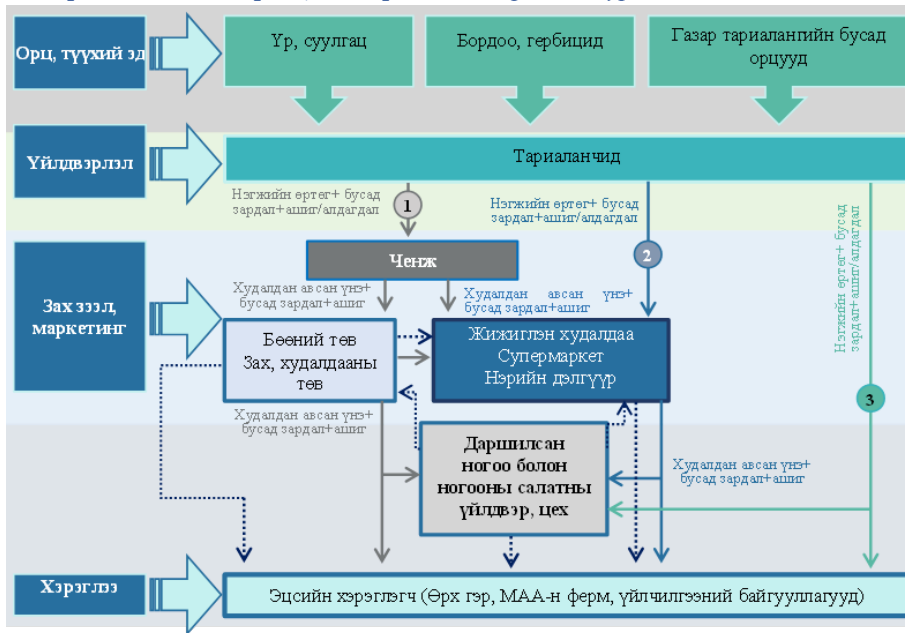 Орц, түүхий эд
Үр, суулгац
Бордоо, гербицид
Газар тариалангийн бусад
орцууд
Үйлдвэрлэл
Тариаланчид
Нэгжийн өртөг+ бусад
зардал+ашиг/алдагдал
1
Нэгжийн өртөг+ бусад
зардал+ашиг/алдагдал
2
Нэгжийн өртөг+ бусад
зардал+ашиг/алдагдал
3
Зах зээл,
маркетинг
Ченж
Худалдан авсан үнэ+
бусад зардал+ашиг
Худалдан авсан үнэ+
бусад зардал+ашиг
Бөөний төв
Зах, худалдааны
төв
Жижиглэн худалдаа
Супермаркет
Нэрийн дэлгүүр
Худалдан авсан үнэ+
бусад зардал+ашиг
Даршилсан
ногоо болон
ногооны салатны
үйлдвэр, цех
Худалдан авсан үнэ+
бусад зардал+ашиг
Хэрэглээ
Эцсийн хэрэглэгч (Өрх гэр, МАА-н ферм, үйлчилгээний байгууллагууд)